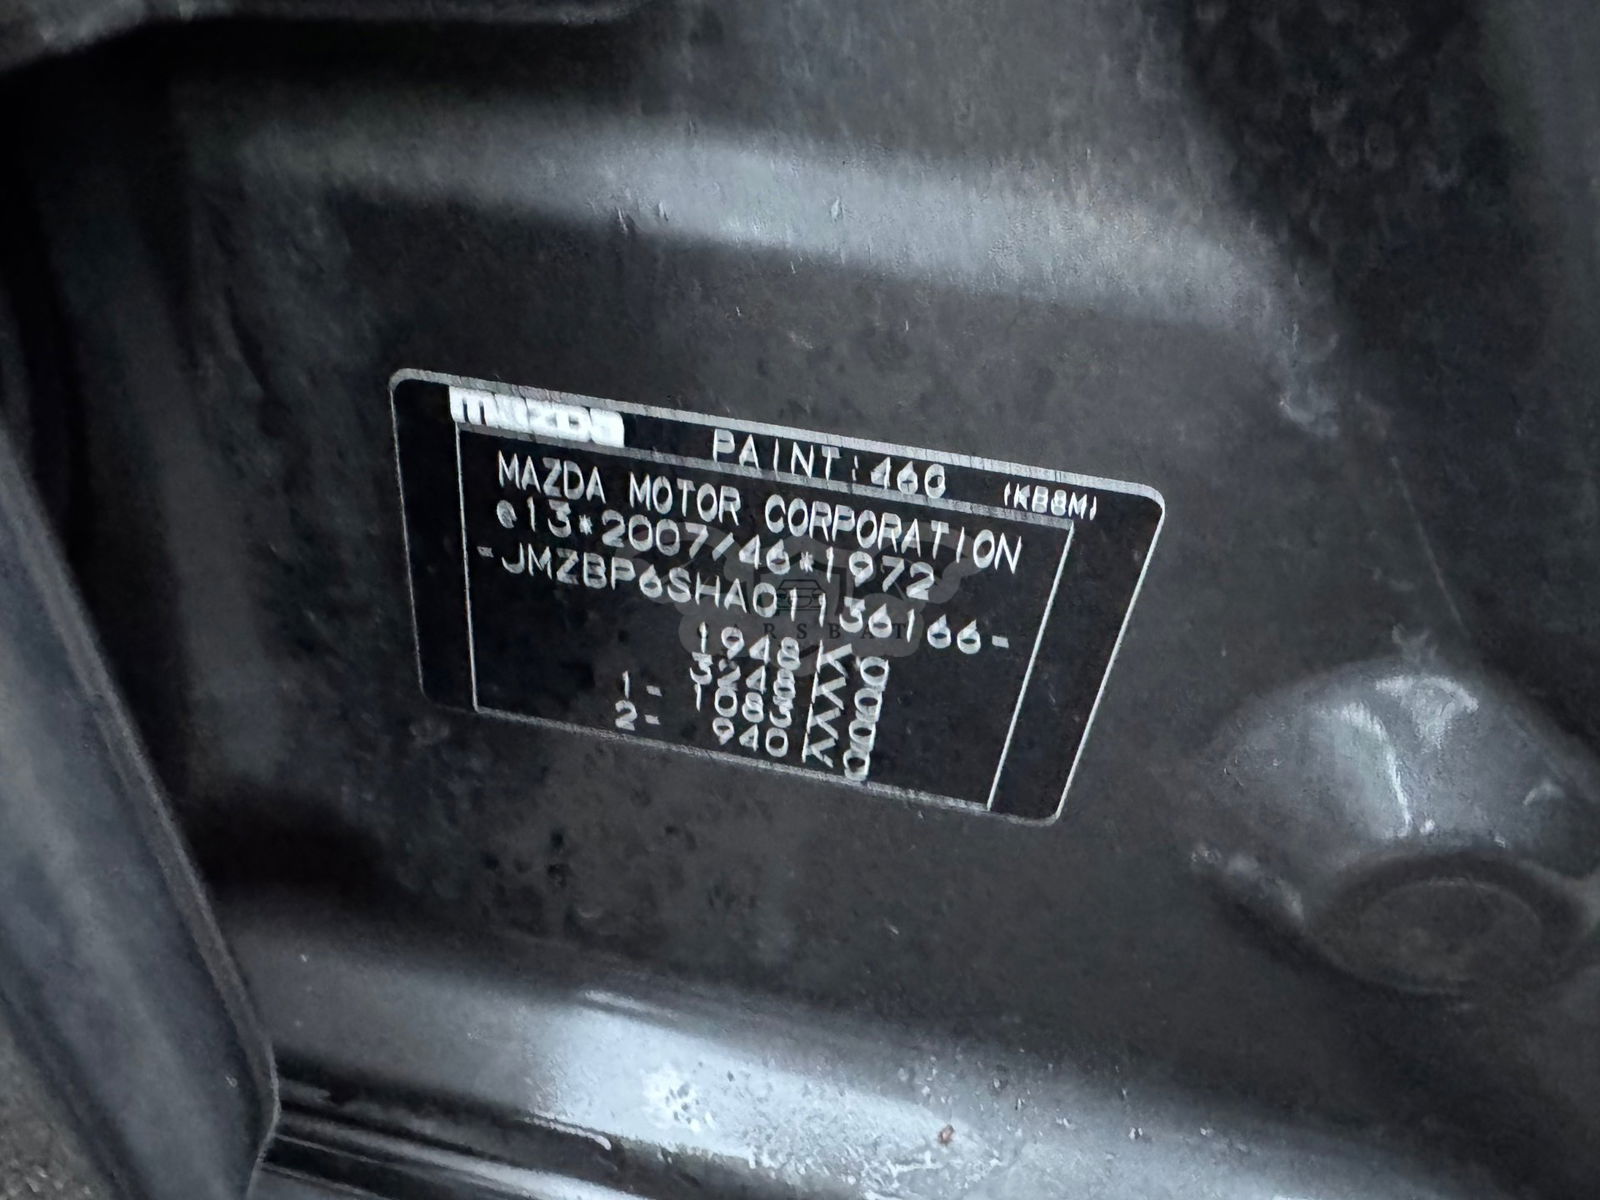 mazda
PAINT:46G
(KB8M)
MAZDA MOTOR CORPORATION
e13*2007/46*1972
-JMZBP6SHA01136166-
1948 KG
3248 KG
1- 1083 KG
2- 940 KG
CARSBAT